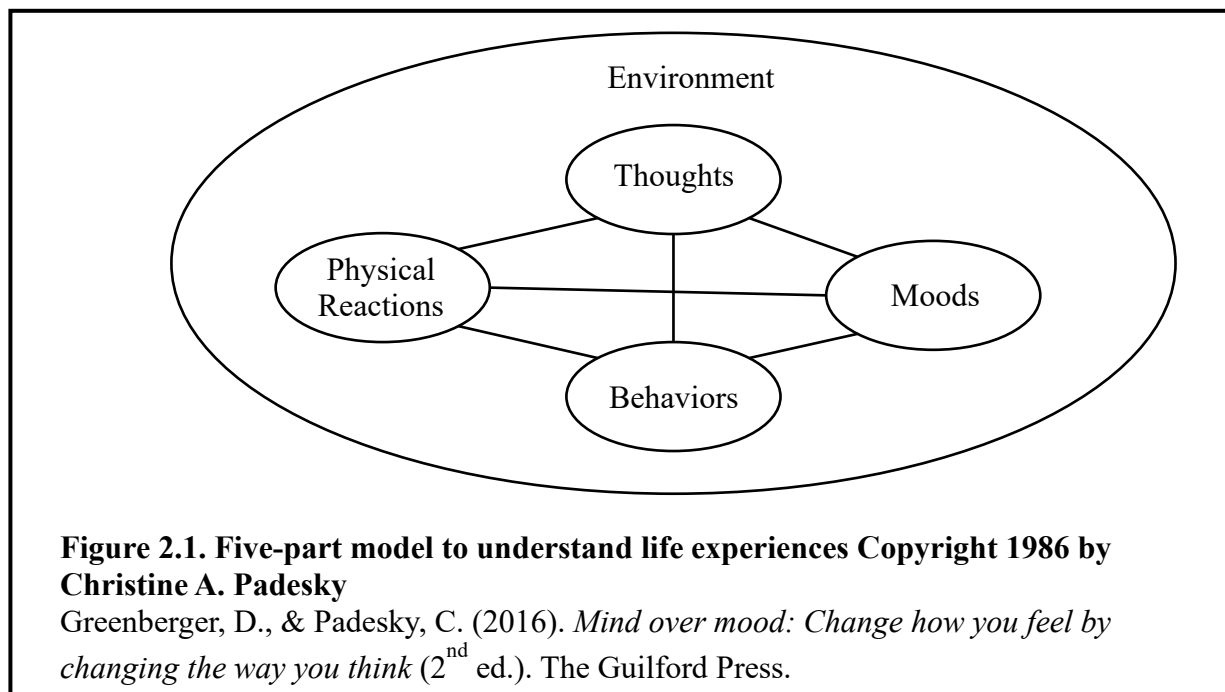 Environment
Thoughts
Physical
Reactions
Moods
Behaviors
Figure 2.1. Five-part model to understand life experiences Copyright 1986 by
Christine A. Padesky
Greenberger, D., & Padesky, C. (2016). Mind over mood: Change how you feel by
changing the way you think (2nd ed.). The Guilford Press.